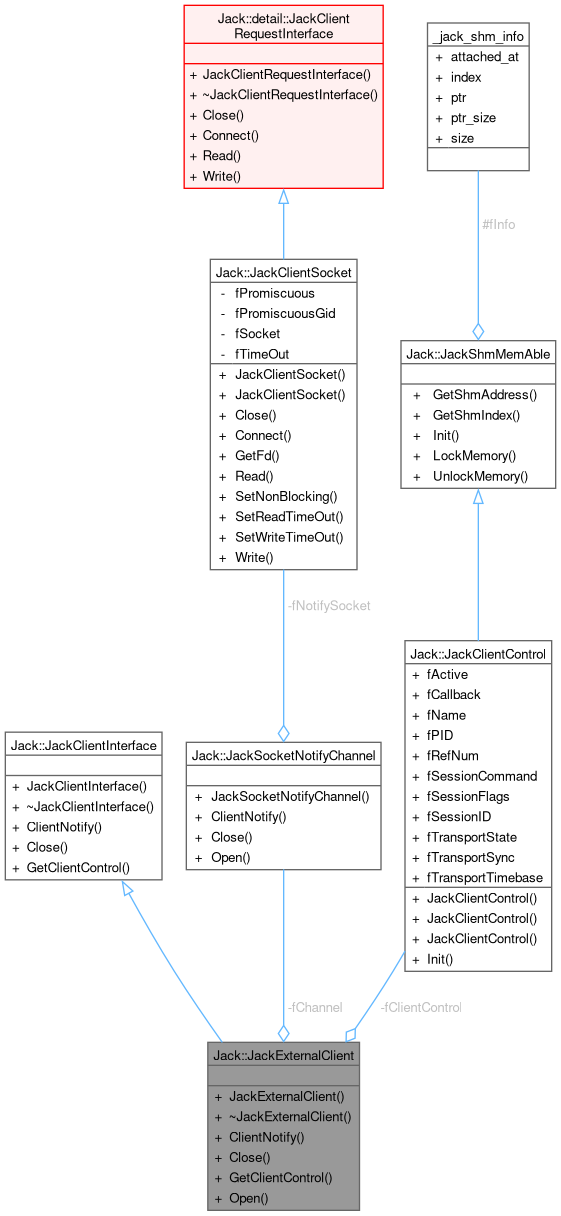 Jack::detail::JackClient
RequestInterface
+ JackClientRequestInterface()
+ ~JackClientRequestInterface()
+ Close()
+ Connect()
+ Read()
+ Write()
_jack_shm_info
+ attached_at
+ index
+ ptr
+ ptr_size
+ size
#fInfo
Jack::JackClientSocket
- fPromiscuous
- fPromiscuousGid
- fSocket
- fTimeOut
+ JackClientSocket()
+ JackClientSocket()
+ Close()
+ Connect()
+ GetFd()
+ Read()
+ SetNonBlocking()
+ SetReadTimeOut()
+ SetWriteTimeOut()
+ Write()
Jack::JackShmMemAble
+ GetShmAddress()
+ GetShmIndex()
+ Init()
+ LockMemory()
+ UnlockMemory()
-fNotifySocket
Jack::JackClientControl
+ fActive
+ fCallback
+ fName
+ fPID
+ fRefNum
+ fSessionCommand
+ fSessionFlags
+ fSessionID
+ fTransportState
+ fTransportSync
+ fTransportTimebase
+ JackClientControl()
+ JackClientControl()
+ JackClientControl()
+ Init()
Jack::JackClientInterface
+ JackClientInterface()
+ ~JackClientInterface()
+ ClientNotify()
+ Close()
+ GetClientControl()
Jack::JackSocketNotifyChannel
+ JackSocketNotifyChannel()
+ ClientNotify()
+ Close()
+ Open()
-fChannel
-fClientControl
Jack::JackExternalClient
+ JackExternalClient()
+ ~JackExternalClient()
+ ClientNotify()
+ Close()
+ GetClientControl()
+ Open()